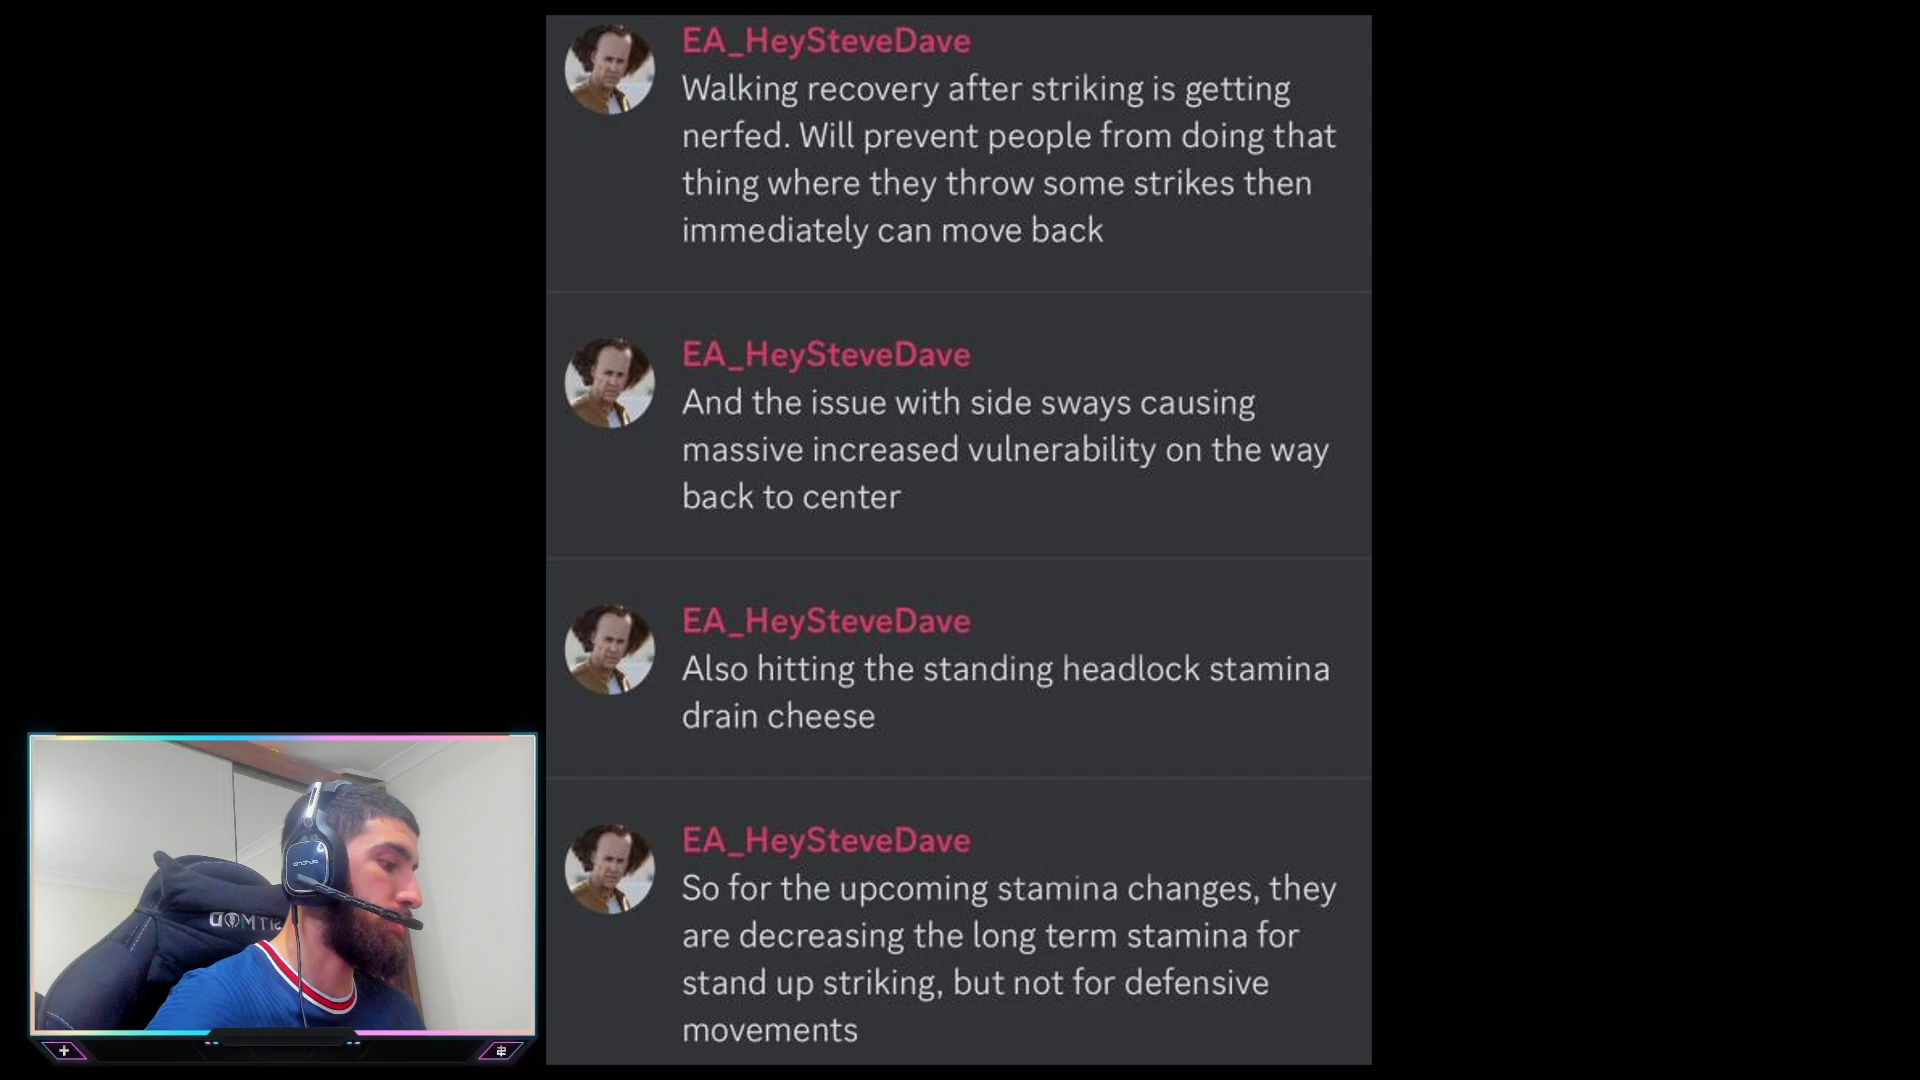 EA_HeySteveDave
Walking recovery after striking is getting
nerfed. Will prevent people from doing that
thing where they throw some strikes then
immediately can move back
EA_HeySteveDave
And the issue with side sways causing
massive increased vulnerability on the way
back to center
EA_HeySteveDave
Also hitting the standing headlock stamina
drain cheese
EA_HeySteveDave
So for the upcoming stamina changes, they
are decreasing the long term stamina for
stand up striking, but not for defensive
movements